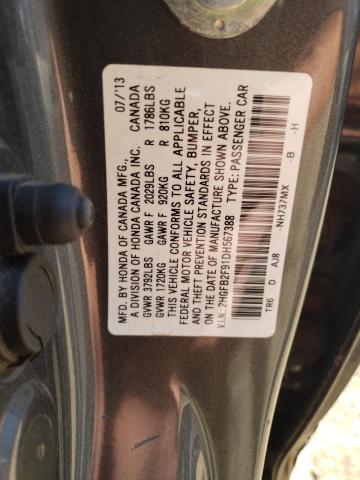 MFD. BY HONDA OF CANADA MFG., 07/'13
A DIVISION OF HONDA CANADA INC. CANADA
GVWR 3792LBS GAWR F 2029LBS R 1786LBS
GVWR 1720KG GAWR F 920KG R 810KG
THIS VEHICLE CONFORMS TO ALL APPLICABLE
FEDERAL MOTOR VEHICLE SAFETY, BUMPER,
AND THEFT PREVENTION STANDARDS IN EFFECT
ON THE DATE OF MANUFACTURE SHOWN ABOVE.
V.I.N.: 2HGFB2F91DH567388 TYPE: PASSENGER CAR
NH737MX -B -H
TR6 D AJ8